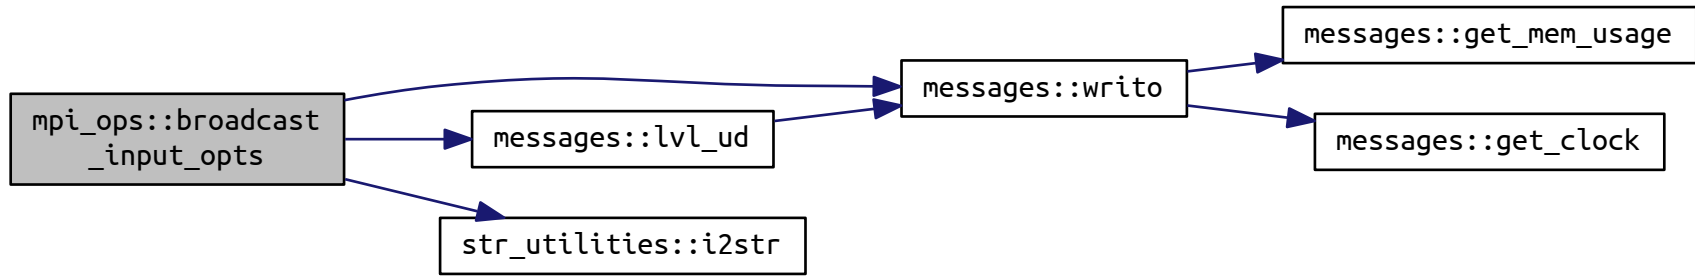 mpi_ops::broadcast
_input_opts
messages::lvl_ud
str_utilities::i2str
messages::writo
messages::get_mem_usage
messages::get_clock